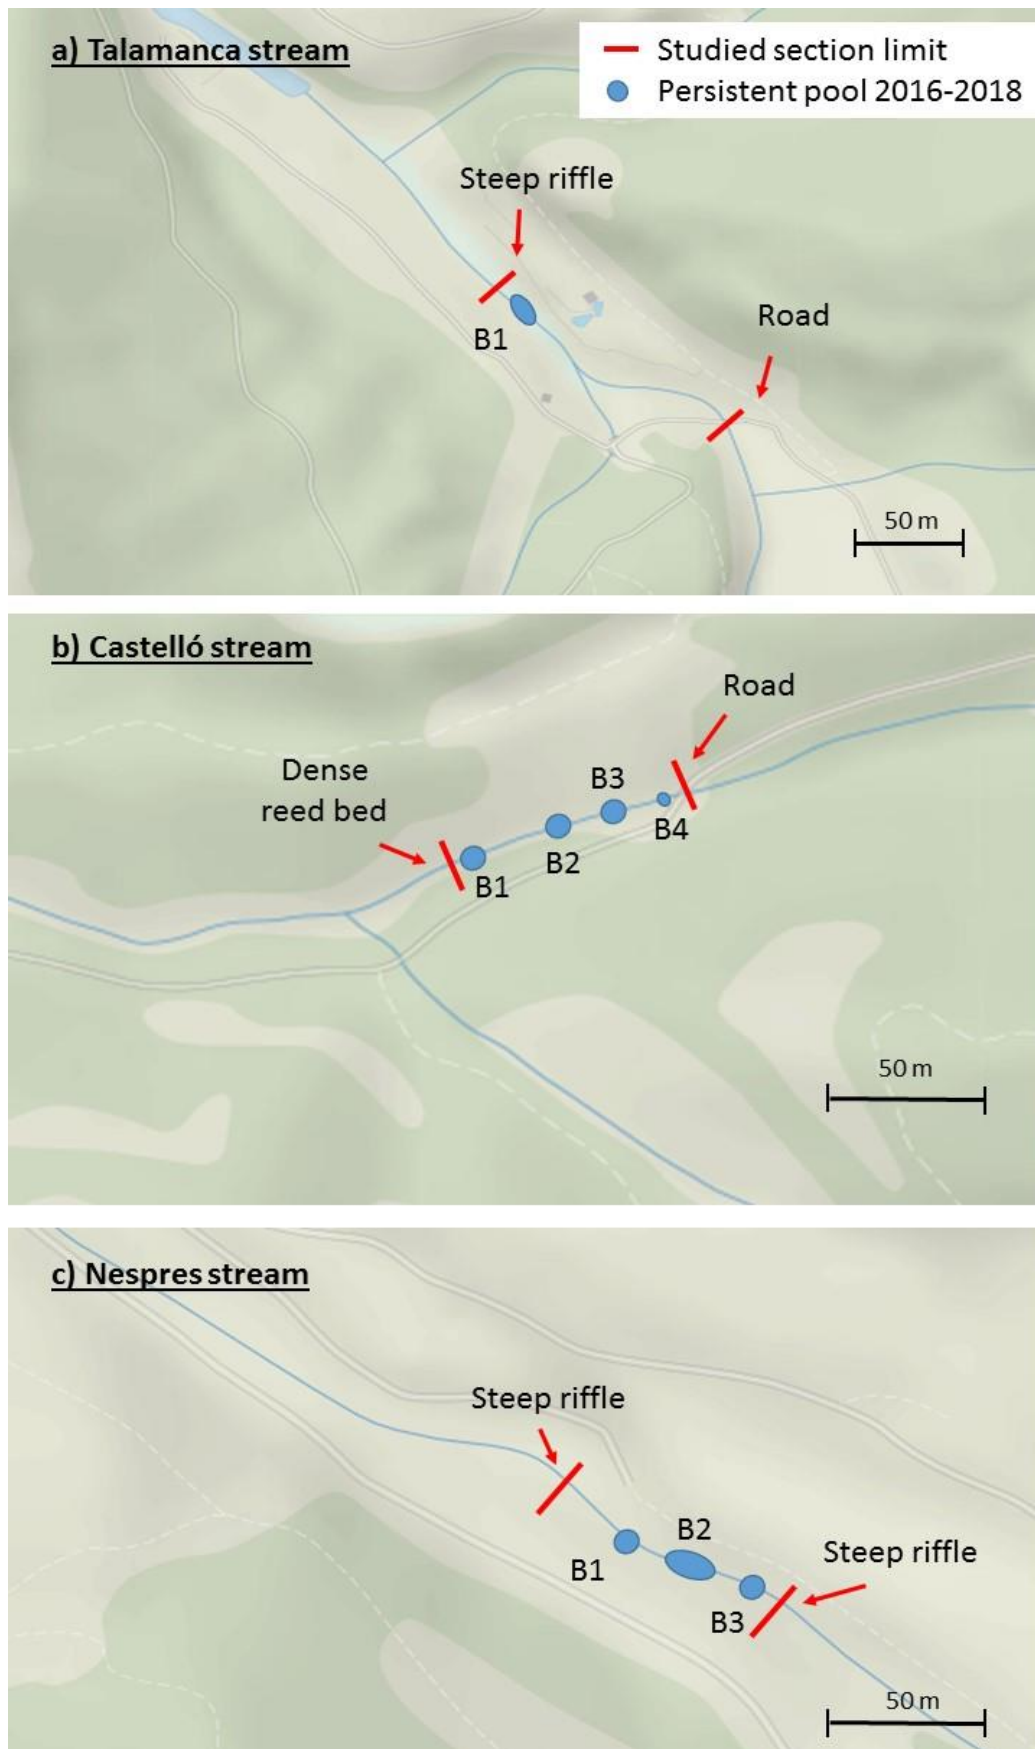 a) Talamanca stream
Studied section limit
Persistent pool 2016-2018
Steep riffle
B1
Road
50 m
b) Castelló stream
Road
Dense
reed bed
B3
B4
B2
B1
50 m
c) Nespres stream
Steep riffle
B2
B1
Steep riffle
B3
50 m